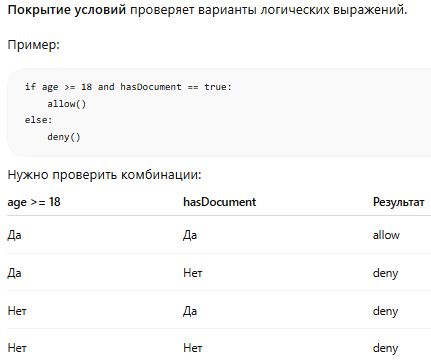 Покрытие условий проверяет варианты логических выражений.
Пример:
if age >= 18 and hasDocument == true:
    allow()
else:
    deny()
Нужно проверить комбинации:
age >= 18 hasDocument Результат
Да Да allow
Да Нет deny
Нет Да deny
Нет Нет deny